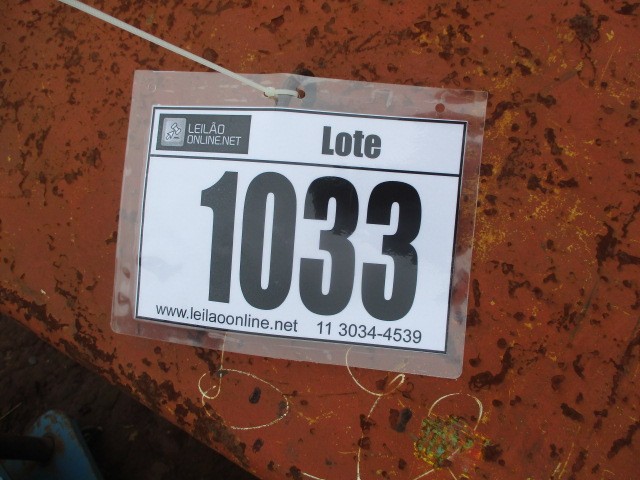 LEILÃO
ONLINE.NET
Lote
1033
www.leilaoonline.net 11 3034-4539